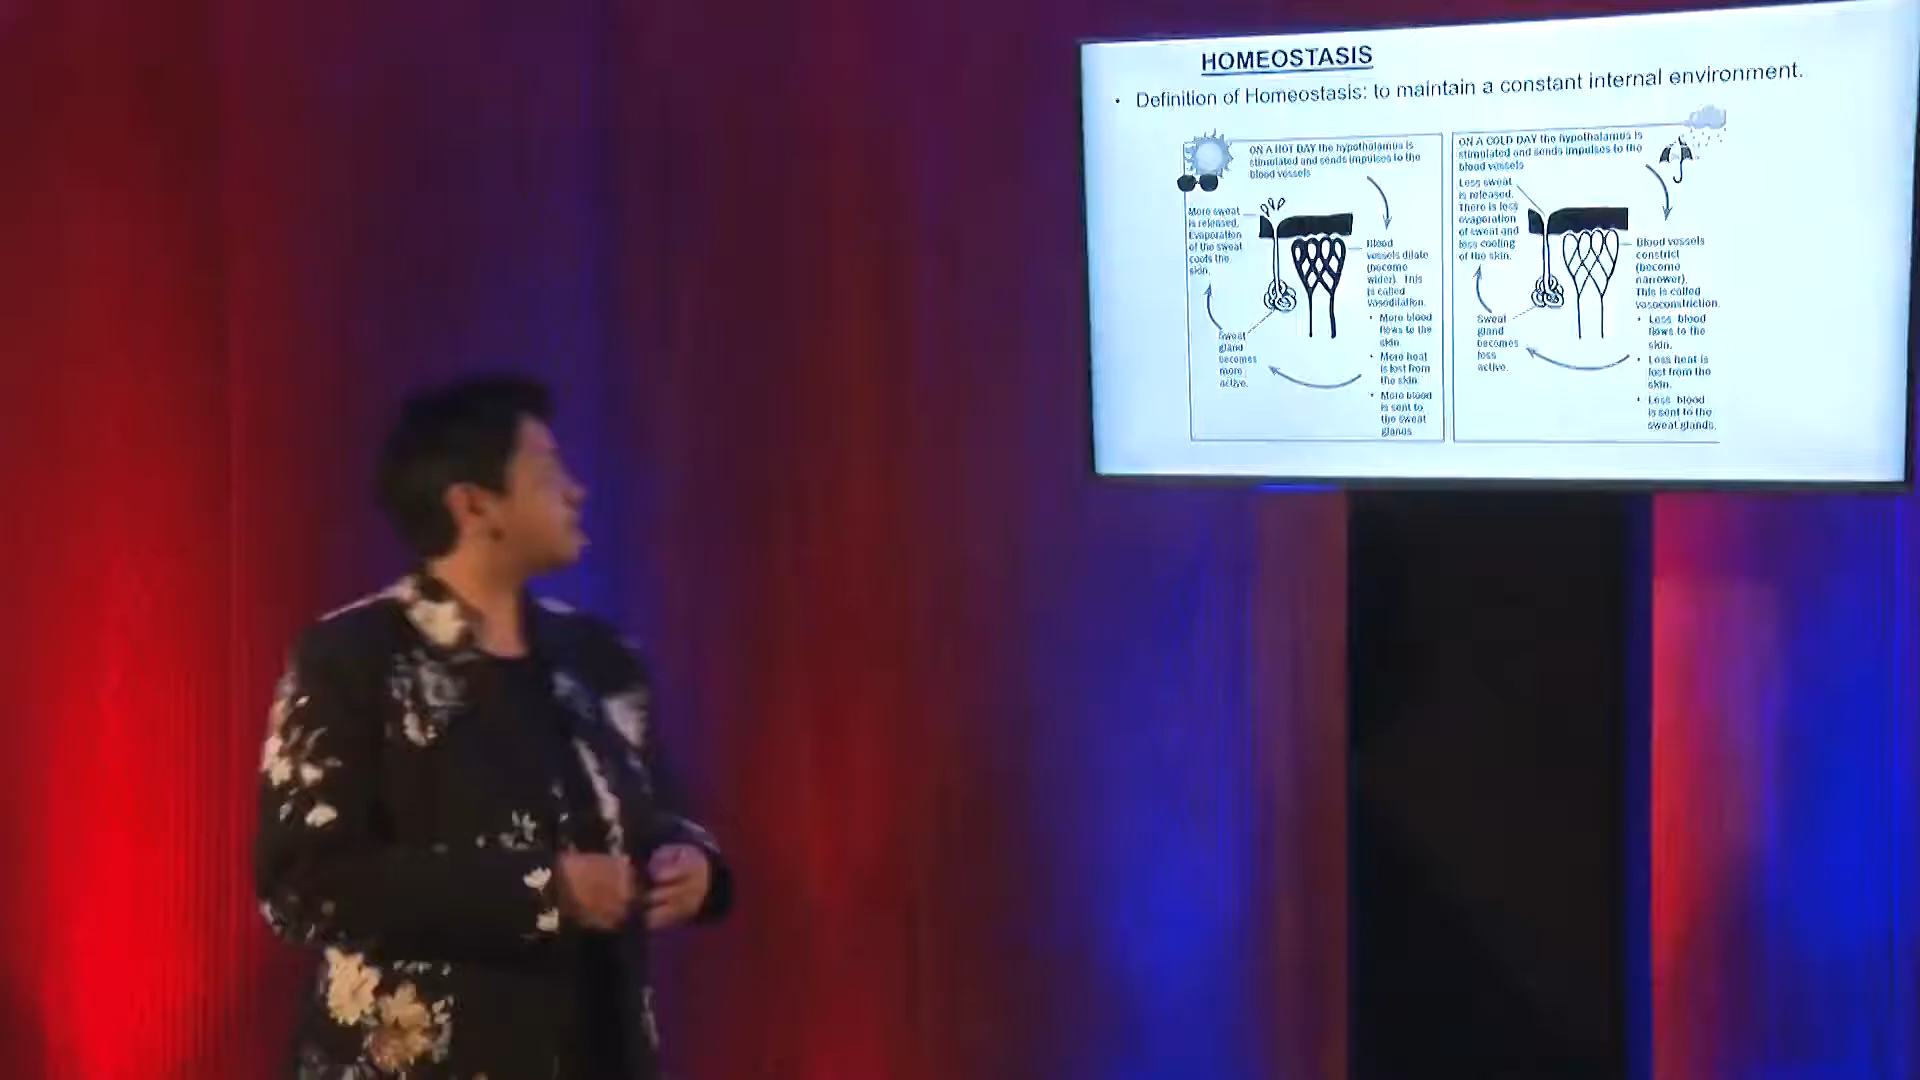 HOMEOSTASIS
• Definition of Homeostasis: to maintain a constant internal environment.
ON A HOT DAY the hypothalamus is
stimulated and sends impulses to the
blood vessels
More sweat
is released.
Evaporation
of the sweat
cools the
skin.
Blood
vessels dilate
(become
wider). This
is called
vasodilation.
• More blood
flows to the
skin.
• More heat
is lost from
the skin.
• More blood
is sent to
the sweat
glands
Sweat
gland
becomes
more
active.
ON A COLD DAY the hypothalamus is
stimulated and sends impulses to the
blood vessels
Less sweat
is released.
There is less
evaporation
of sweat and
less cooling
of the skin.
Blood vessels
constrict
(become
narrower).
This is called
vasoconstriction.
• Less blood
flows to the
skin.
• Less heat is
lost from the
skin.
• Less blood
is sent to the
sweat glands.
Sweat
gland
becomes
less
active.